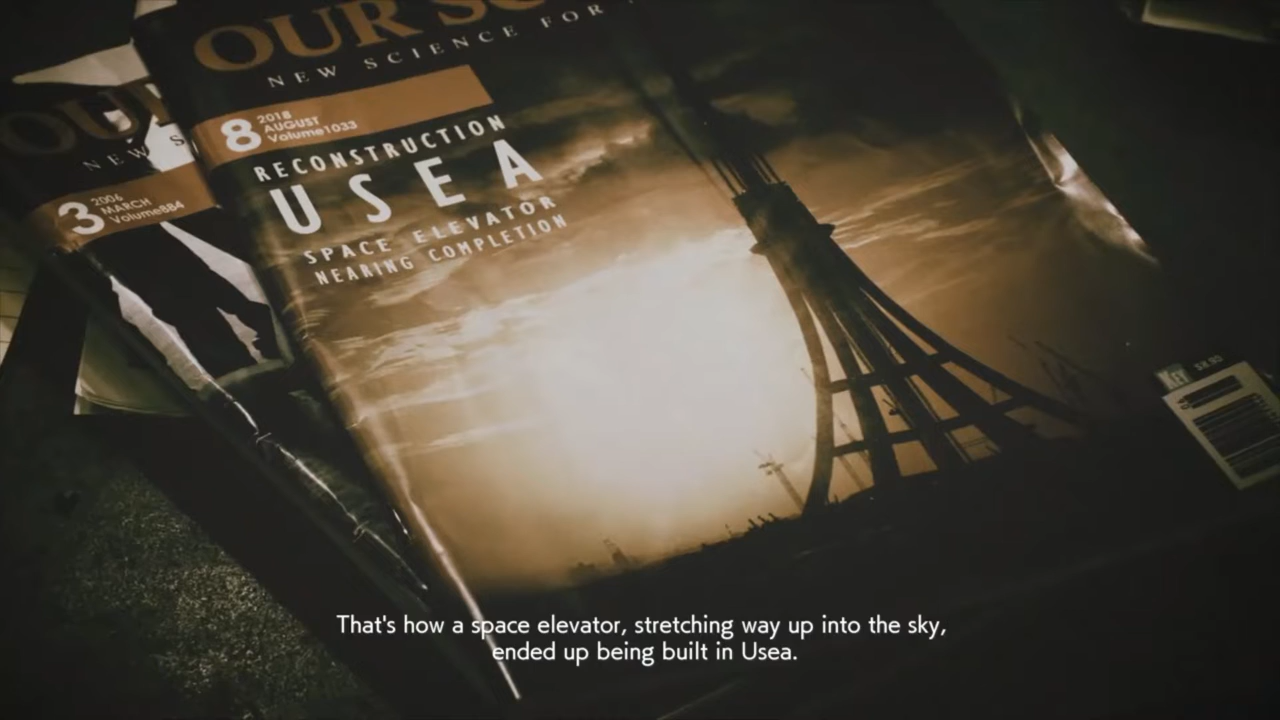 OUR SC
NEW SCIENCE FOR
8
2018
AUGUST
Volume1033
RECONSTRUCTION
USEA
SPACE ELEVATOR
NEARING COMPLETION
OUR
NEW S
3
2006
MARCH
Volume884
KEY
That's how a space elevator, stretching way up into the sky,
ended up being built in Usea.